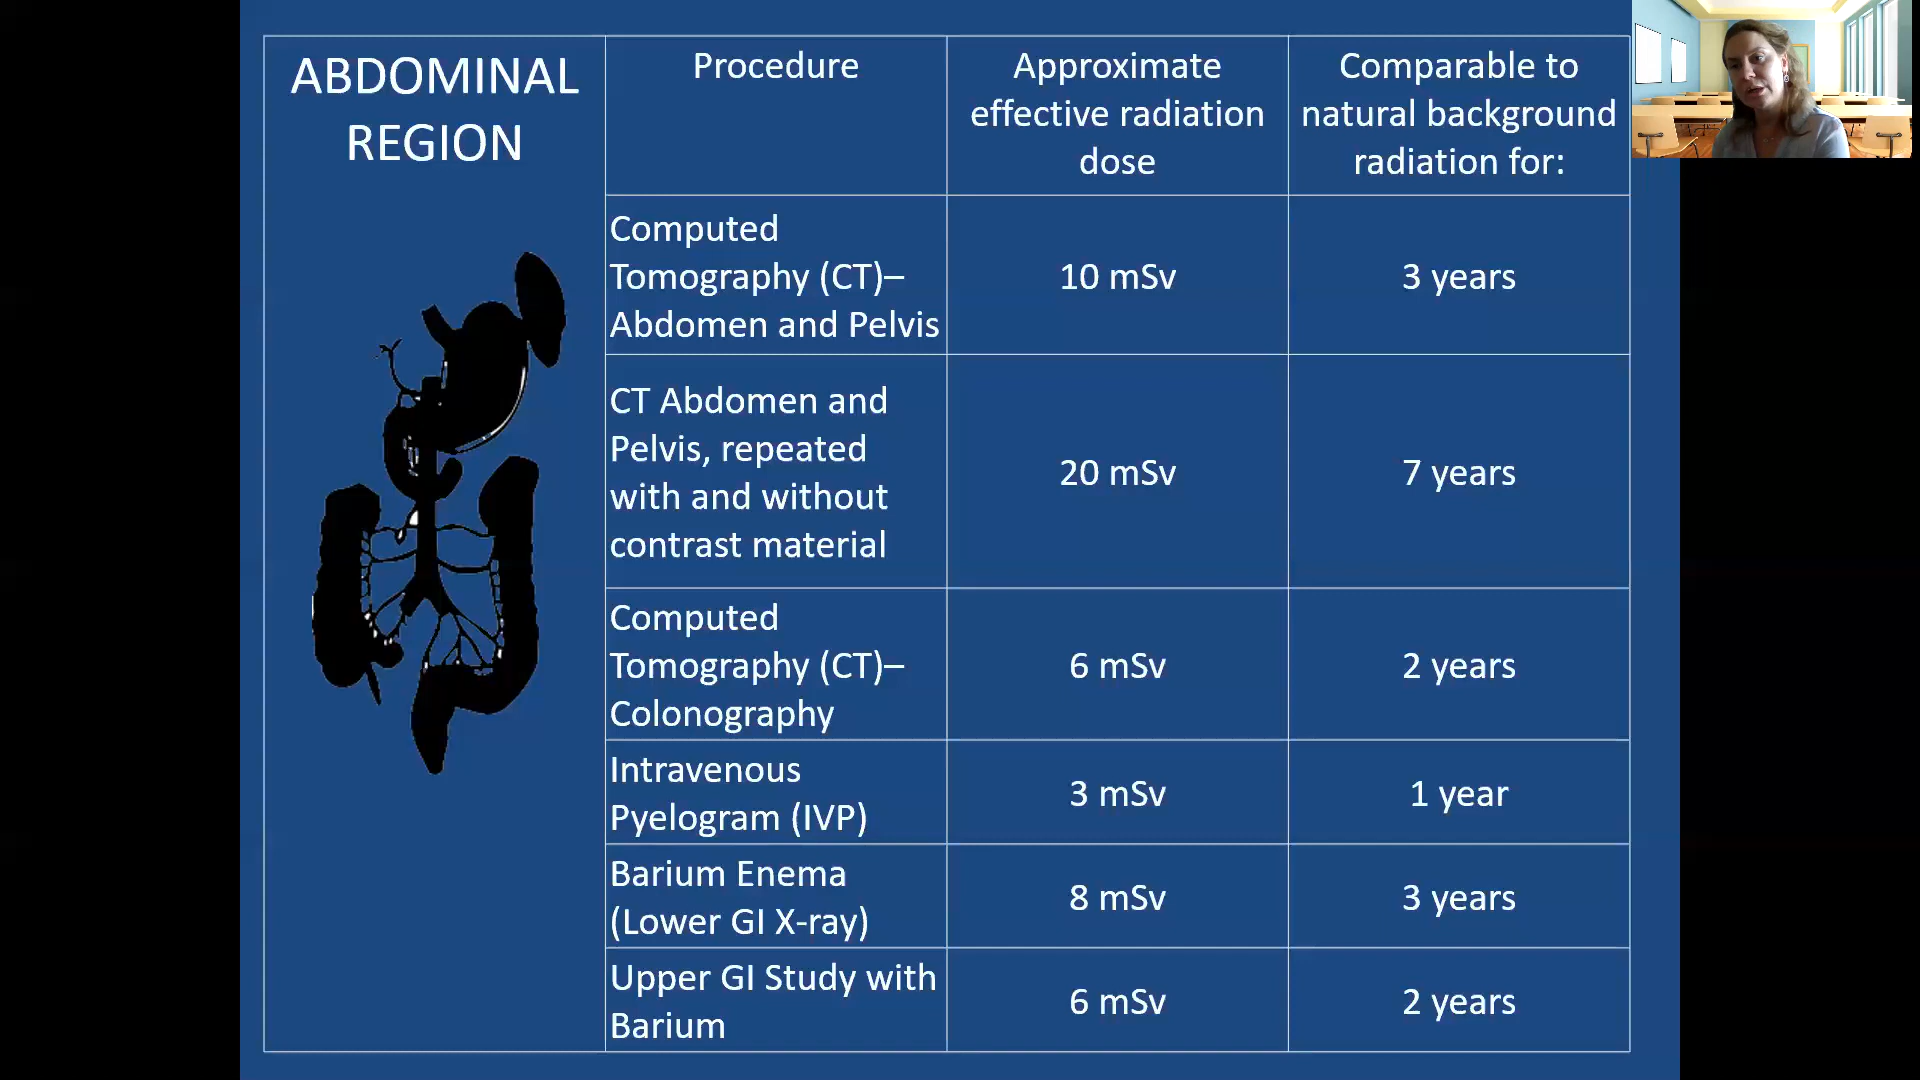 ABDOMINAL
REGION
Procedure
Approximate
effective radiation
dose
Comparable to
natural background
radiation for:
Computed
Tomography (CT)–
Abdomen and Pelvis
10 mSv
3 years
CT Abdomen and
Pelvis, repeated
with and without
contrast material
20 mSv
7 years
Computed
Tomography (CT)–
Colonography
6 mSv
2 years
Intravenous
Pyelogram (IVP)
3 mSv
1 year
Barium Enema
(Lower GI X-ray)
8 mSv
3 years
Upper GI Study with
Barium
6 mSv
2 years